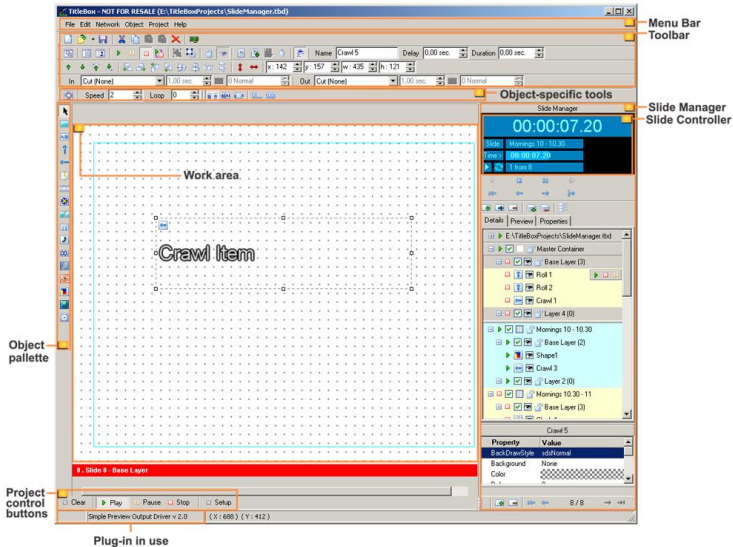 TitleBox - NOT FOR RESALE (E:\TitleBoxProjects\SlideManager.tbd)
File Edit Network Object Project Help
Menu Bar
Toolbar
Name Crawl 5 Delay 0,00 sec. Duration 0,00 sec.
x : 142 y : 157 w : 435 h : 121
In Cut (None) 1,00 sec. 0 Normal Out Cut (None) 1,00 sec. 0 Normal
Speed 2 Loop 0
Object-specific tools
Slide Manager
Slide Manager
Slide Controller
00:00:07.20
Slide Mornings 10 - 10.30
Time > 00:00:07.20
1 from 8
Work area
Details Preview Properties
E:\TitleBoxProjects\SlideManager.tbd
Master Container
Base Layer (3)
Roll 1
Roll 2
Crawl 1
Layer 4 (0)
Mornings 10 - 10.30
Base Layer (2)
Shape1
Crawl 3
Layer 2 (0)
Mornings 10.30 - 11
Base Layer (3)
Crawl Item
Object
pallette
Crawl 5
Property Value
BackDrawStyle sdsNormal
Background None
Color
8 . Slide 8 - Base Layer
Project
control
buttons
Clear Play Pause Stop Setup
8 / 8
Simple Preview Output Driver v 2.0 ( X : 688 ) ( Y : 412 )
Plug-in in use